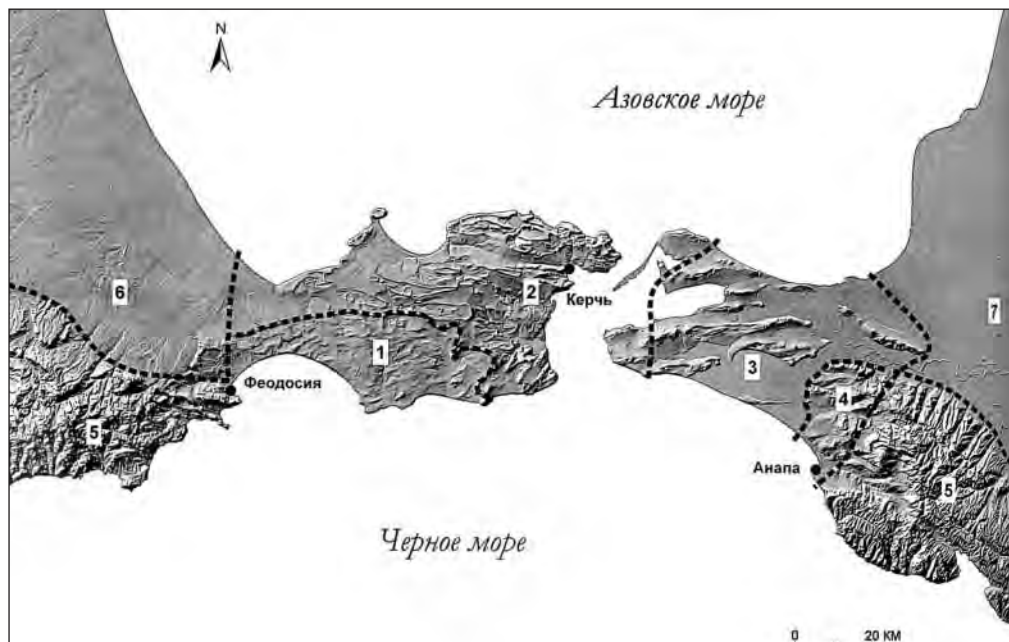 N
Азовское море
6
2
Керчь
7
1
3
Феодосия
4
5
Анапа
5
Черное море
0 20 КМ